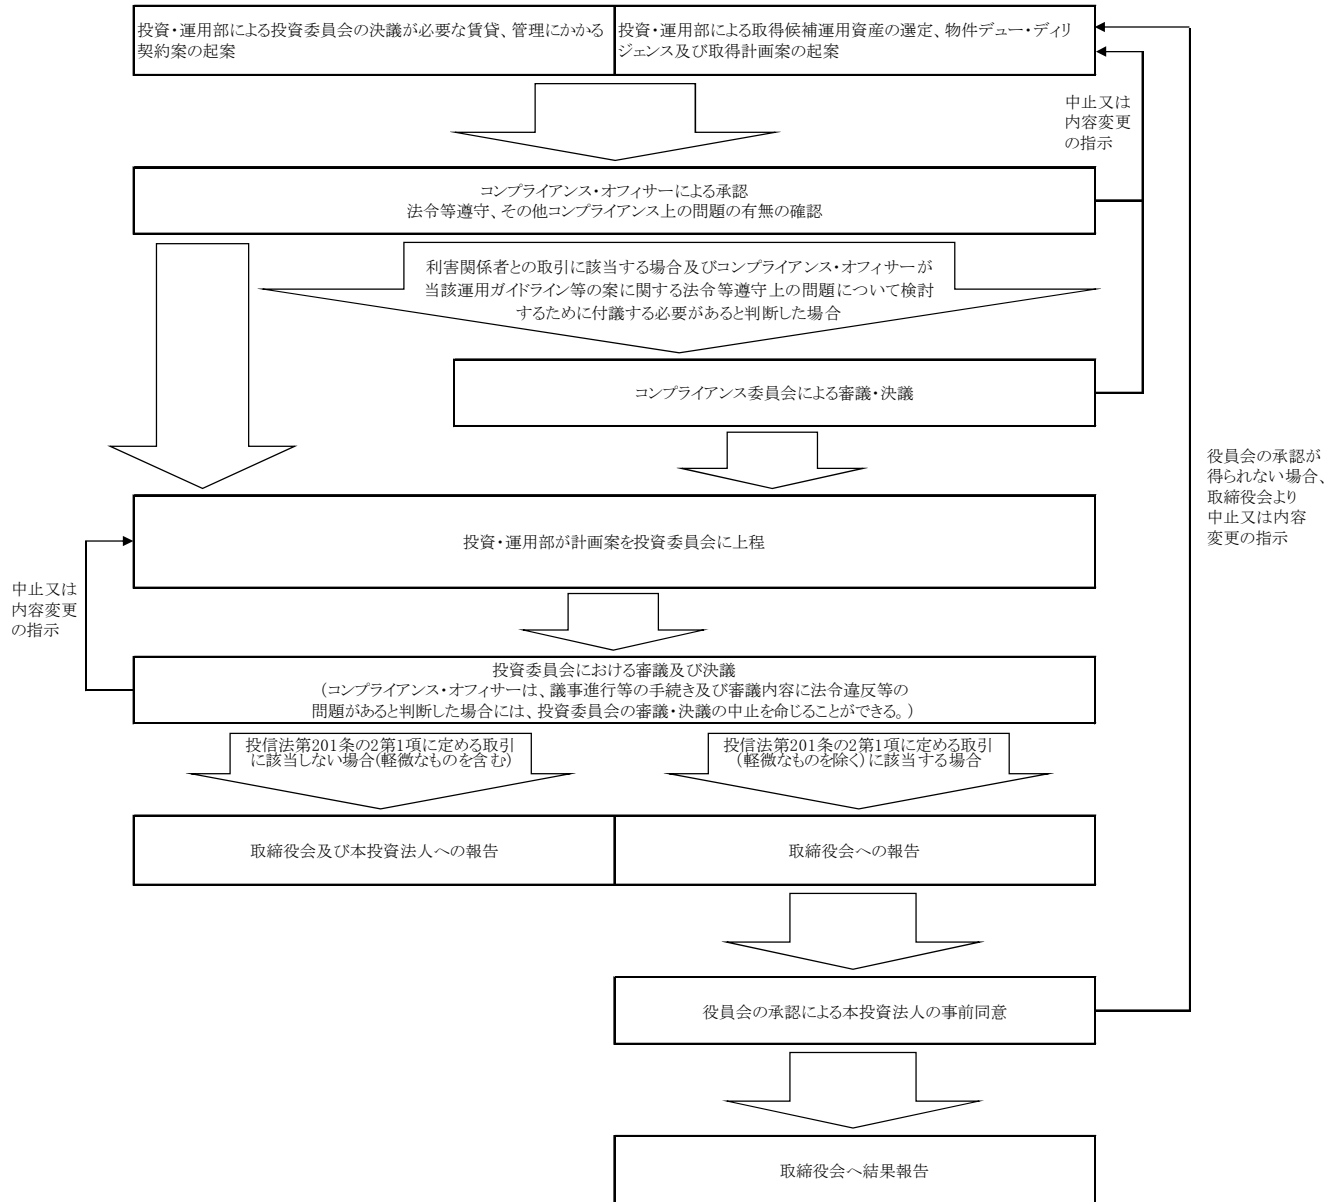 投資・運用部による投資委員会の決議が必要な賃貸、管理にかかる
契約案の起案
投資・運用部による取得候補運用資産の選定、物件デュー・ディリ
ジェンス及び取得計画案の起案
中止又は
内容変更
の指示
コンプライアンス・オフィサーによる承認
法令等遵守、その他コンプライアンス上の問題の有無の確認
利害関係者との取引に該当する場合及びコンプライアンス・オフィサーが
当該運用ガイドライン等の案に関する法令等遵守上の問題について検討
するために付議する必要があると判断した場合
コンプライアンス委員会による審議・決議
役員会の承認が
得られない場合、
取締役会より
中止又は内容
変更の指示
投資・運用部が計画案を投資委員会に上程
中止又は
内容変更
の指示
投資委員会における審議及び決議
(コンプライアンス・オフィサーは、議事進行等の手続き及び審議内容に法令違反等の
問題があると判断した場合には、投資委員会の審議・決議の中止を命じることができる。)
投信法第201条の2第1項に定める取引
に該当しない場合(軽微なものを含む)
投信法第201条の2第1項に定める取引
(軽微なものを除く)に該当する場合
取締役会及び本投資法人への報告
取締役会への報告
役員会の承認による本投資法人の事前同意
取締役会へ結果報告